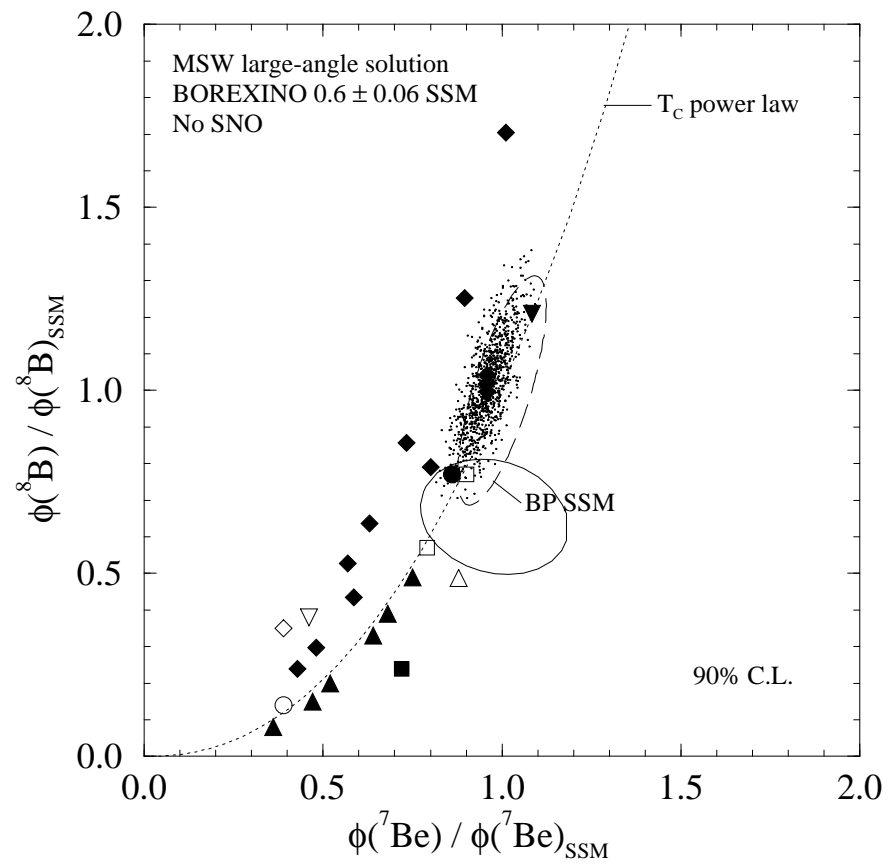 2.0
MSW large-angle solution
BOREXINO 0.6 ± 0.06 SSM
No SNO
T_C power law
1.5
ϕ(⁸B) / ϕ(⁸B)_SSM
1.0
BP SSM
0.5
90% C.L.
0.0
0.0 0.5 1.0 1.5 2.0
ϕ(⁷Be) / ϕ(⁷Be)_SSM